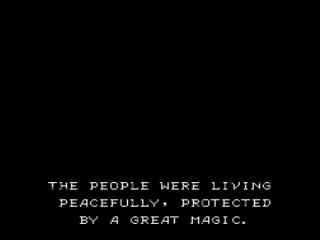 THE PEOPLE WERE LIVING
PEACEFULLY, PROTECTED
BY A GREAT MAGIC.